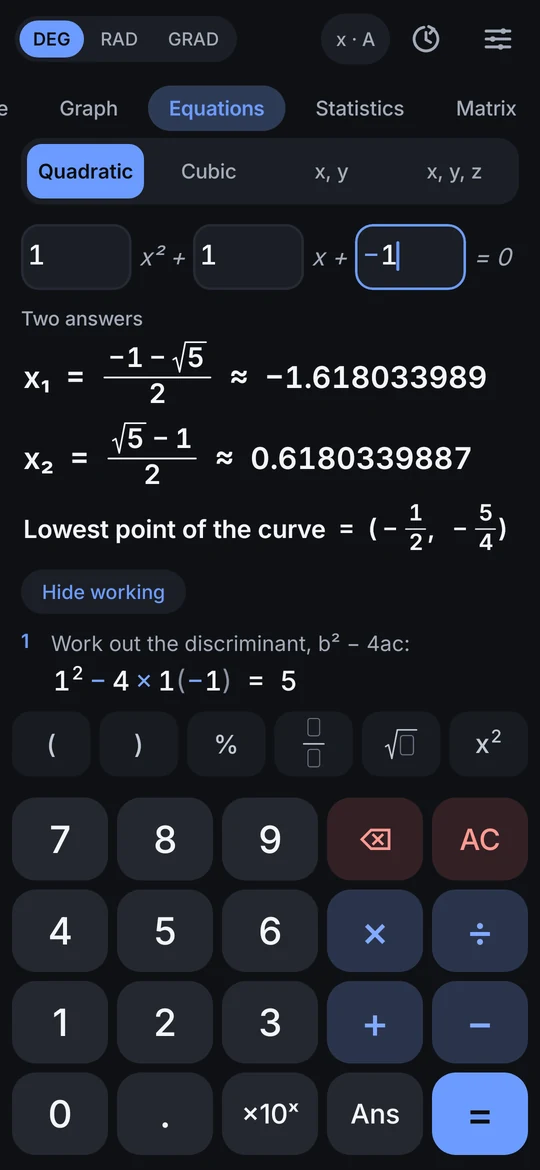 DEG RAD GRAD x · A
e Graph Equations Statistics Matrix
Quadratic Cubic x, y x, y, z
1 x² + 1 x + −1 = 0
Two answers
x₁ = (−1 − √5)/2 ≈ −1.618033989
x₂ = (√5 − 1)/2 ≈ 0.6180339887
Lowest point of the curve = (− 1/2, − 5/4)
Hide working
1 Work out the discriminant, b² − 4ac:
1² − 4 × 1(−1) = 5
( ) % √ x²
7 8 9 AC
4 5 6 × ÷
1 2 3 + −
0 . ×10ˣ Ans =